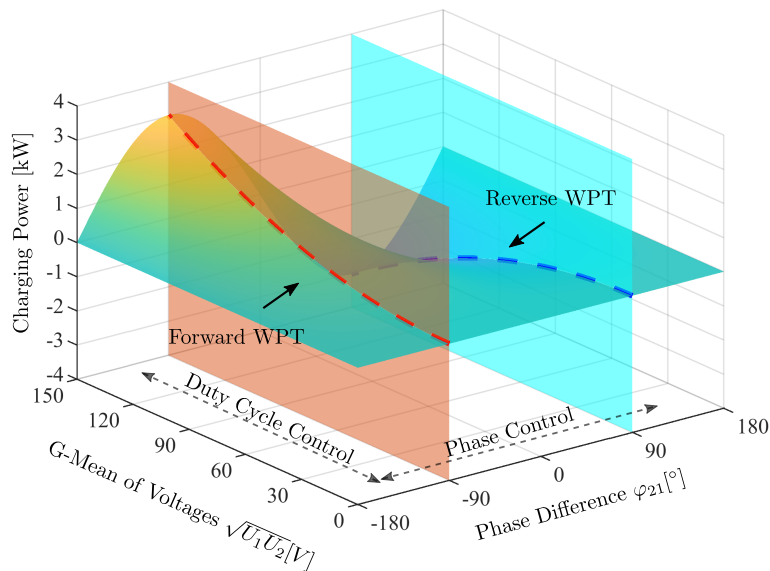 Charging Power [kW]
4
3
2
1
0
-1
-2
-3
-4
Reverse WPT
Forward WPT
Duty Cycle Control
Phase Control
150
120
90
60
30
0
G-Mean of Voltages √U₁U₂[V]
-180
-90
0
90
180
Phase Difference φ₂₁[°]